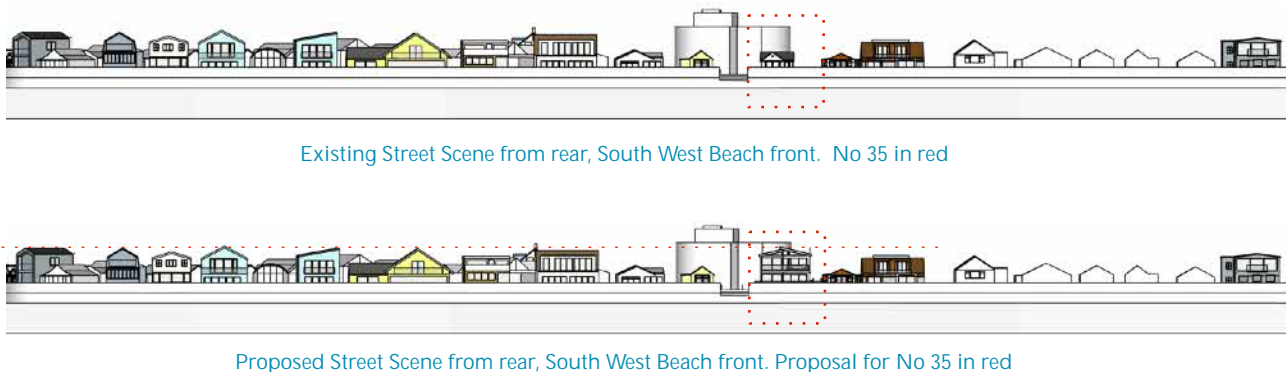 Existing Street Scene from rear, South West Beach front.  No 35 in red
Proposed Street Scene from rear, South West Beach front. Proposal for No 35 in red